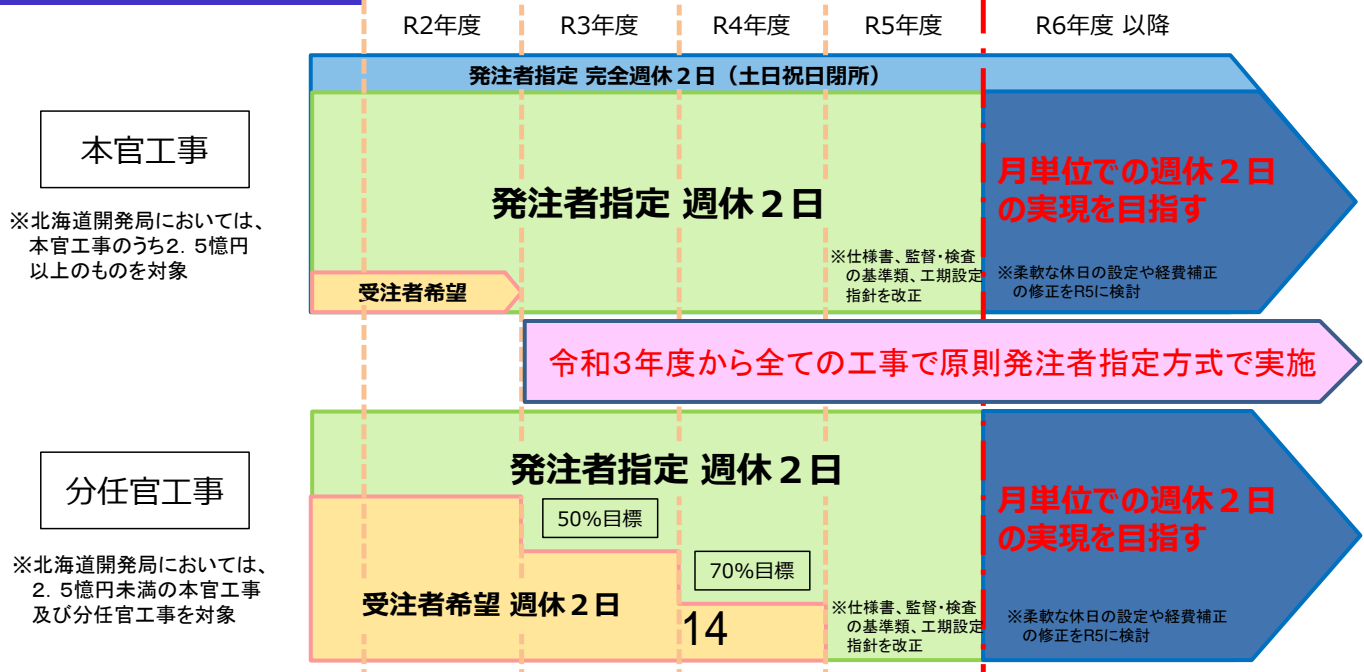 R2年度 R3年度 R4年度 R5年度 R6年度 以降
発注者指定 完全週休２日（土日祝日閉所）
本官工事
※北海道開発局においては、
本官工事のうち2．5憶円
以上のものを対象
発注者指定 週休２日
受注者希望
※仕様書、監督・検査
の基準類、工期設定
指針を改正
月単位での週休２日
の実現を目指す
※柔軟な休日の設定や経費補正
の修正をR5に検討
令和３年度から全ての工事で原則発注者指定方式で実施
分任官工事
※北海道開発局においては、
2．5憶円未満の本官工事
及び分任官工事を対象
発注者指定 週休２日
50%目標
70%目標
受注者希望 週休２日
14
※仕様書、監督・検査
の基準類、工期設定
指針を改正
月単位での週休２日
の実現を目指す
※柔軟な休日の設定や経費補正
の修正をR5に検討